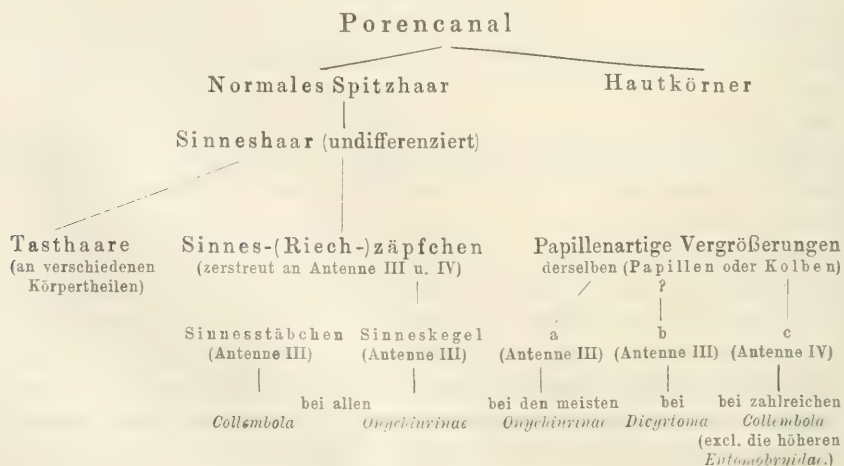 Porencanal
Normales Spitzhaar Hautkörner
Sinneshaar (undifferenziert)
Tasthaare Sinnes-(Riech-)zäpfchen Papillenartige Vergrößerungen
(an verschiedenen (zerstreut an Antenne III u. IV) derselben (Papillen oder Kolben)
Körpertheilen) ?
Sinnesstäbchen Sinneskegel a b c
(Antenne III) (Antenne III) (Antenne III) (Antenne III) (Antenne IV)
bei allen bei den meisten bei bei zahlreichen
Collembola Onychiurinae Onychiurinae Dicyrtoma Collembola
(excl. die höheren
Entomobryidae.)